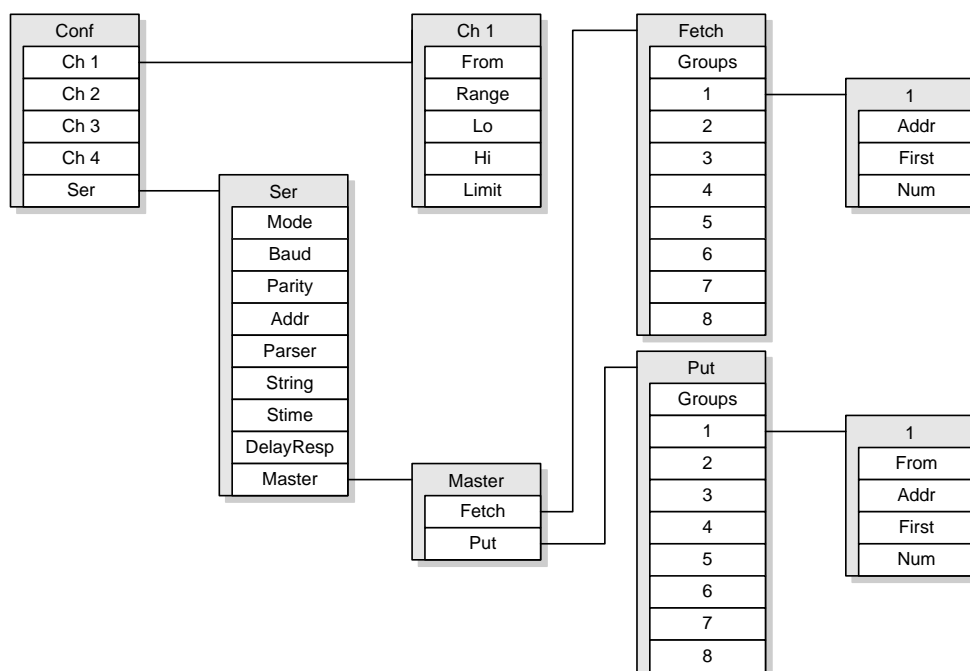 Conf
Ch 1
Ch 2
Ch 3
Ch 4
Ser
Ser
Mode
Baud
Parity
Addr
Parser
String
Stime
DelayResp
Master
Ch 1
From
Range
Lo
Hi
Limit
Master
Fetch
Put
Fetch
Groups
1
2
3
4
5
6
7
8
1
Addr
First
Num
Put
Groups
1
2
3
4
5
6
7
8
1
From
Addr
First
Num